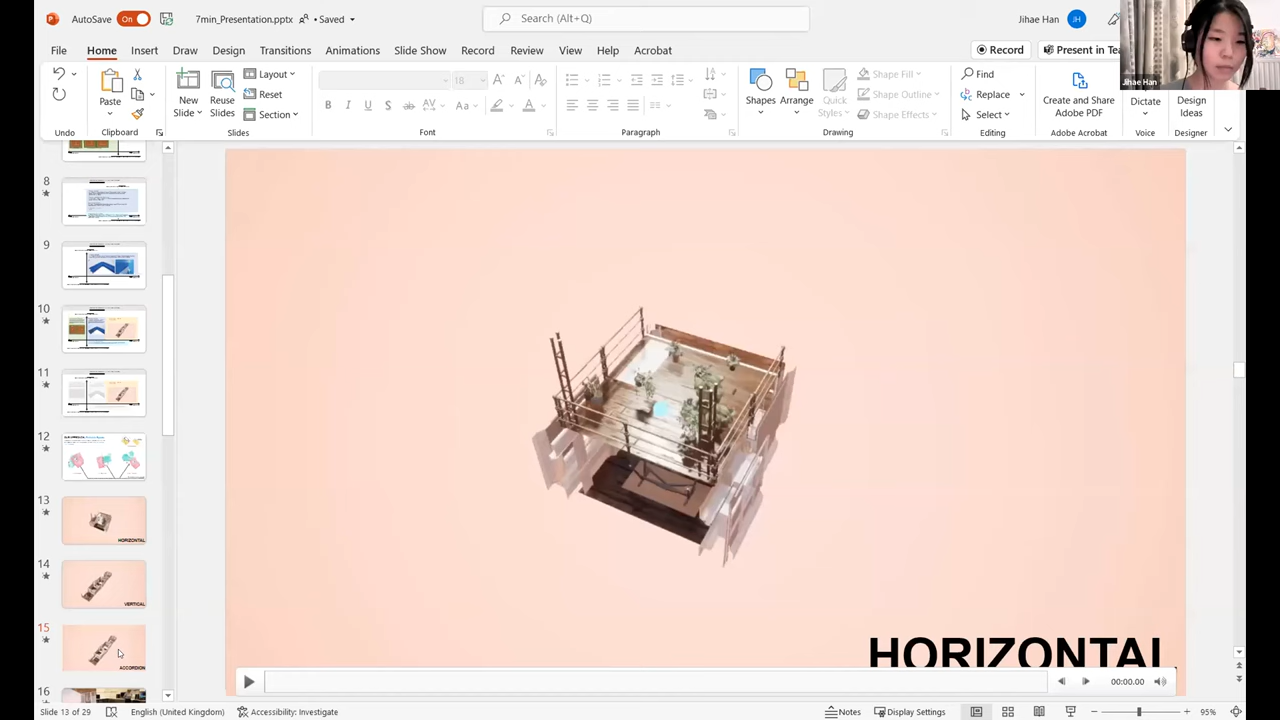 AutoSave On 7min_Presentation.pptx • Saved Search (Alt+Q) Jihae Han JH
File Home Insert Draw Design Transitions Animations Slide Show Record Review View Help Acrobat Record Present in Tea
Jihae Han
Undo
Paste
Clipboard
New Slide
Reuse Slides
Layout
Reset
Section
Slides
18
Font
Paragraph
Shapes
Arrange
Quick Styles
Shape Fill
Shape Outline
Shape Effects
Drawing
Find
Replace
Select
Editing
Create and Share Adobe PDF
Adobe Acrobat
Dictate
Voice
Design Ideas
Designer
8
9
10
11
12
13
HORIZONTAL
14
VERTICAL
15
ACCORDION
16
HORIZONTAL
00:00.00
Slide 13 of 29 English (United Kingdom) Accessibility: Investigate Notes Display Settings 95%